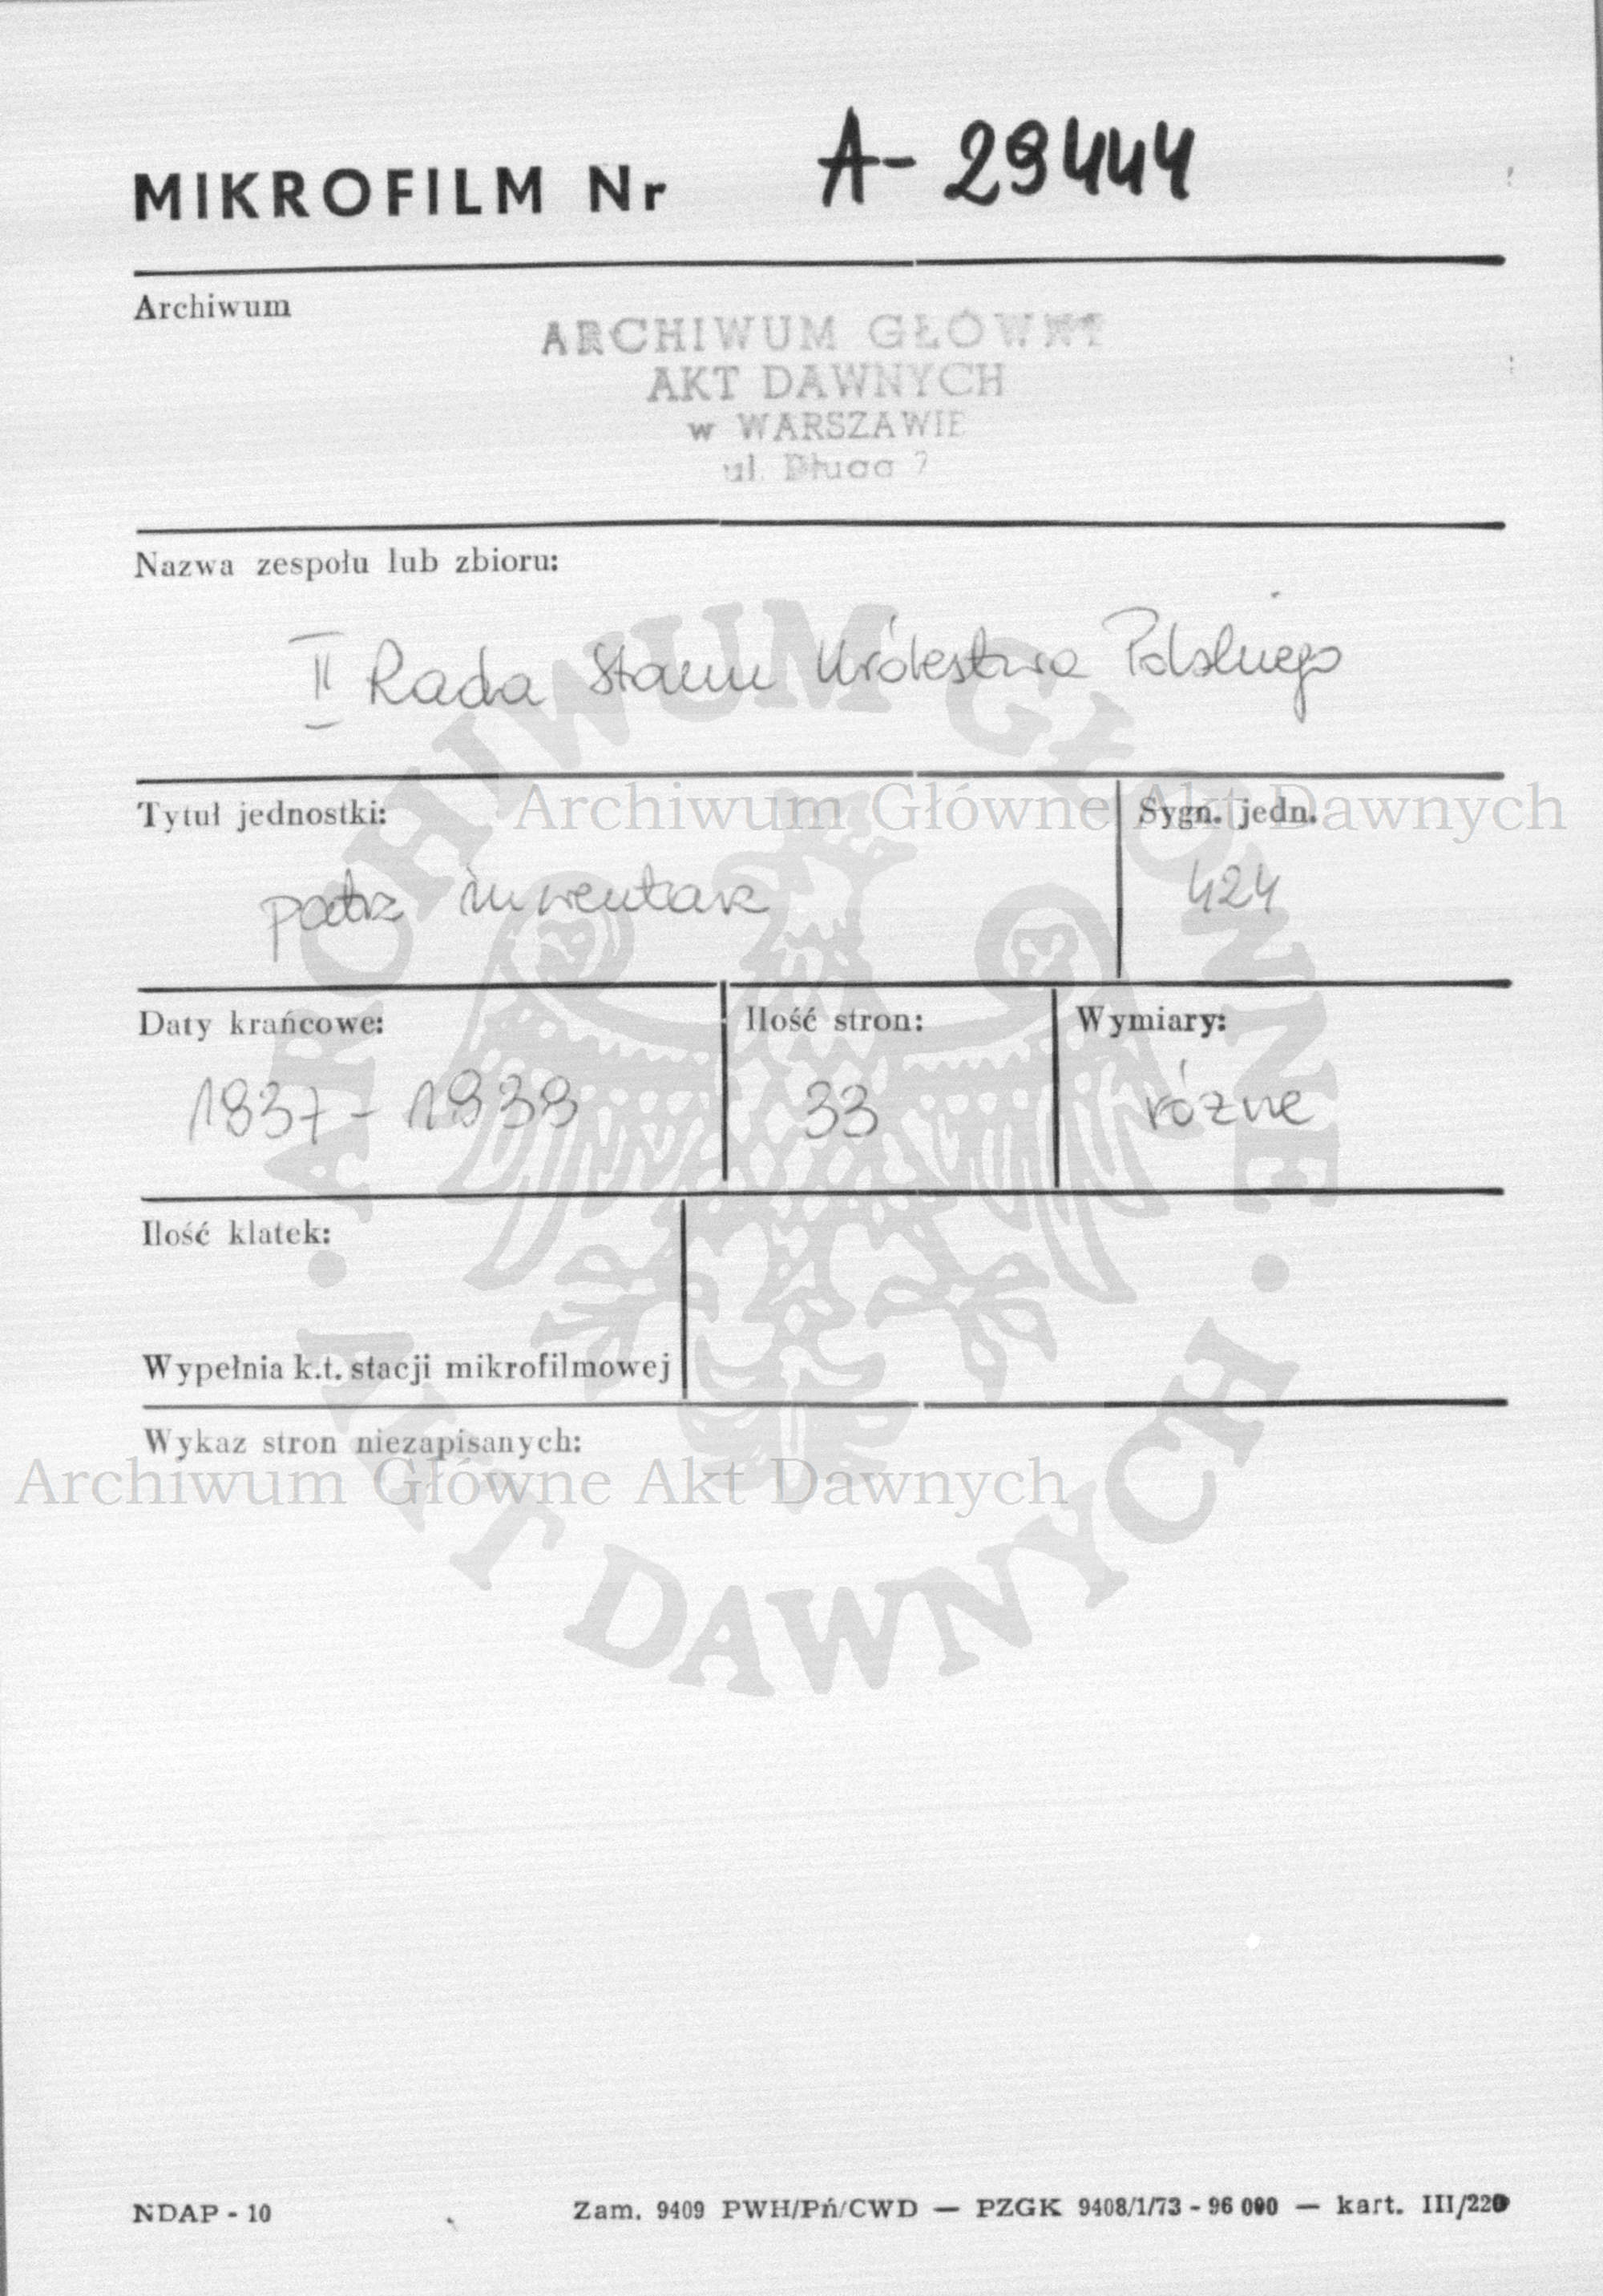 MIKROFILM Nr A-29444
Archiwum
ARCHIWUM GŁÓWNE
AKT DAWNYCH
w WARSZAWIE
ul. Długa 7
Nazwa zespołu lub zbioru:
II Rada Stanu Królestwa Polskiego
Tytuł jednostki:
Sygn. jedn.
patrz inwentarz
424
Daty krańcowe:
Ilość stron:
Wymiary:
1837-1839
33
różne
Ilość klatek:
Wypełnia k.t. stacji mikrofilmowej
Wykaz stron niezapisanych:
NDAP - 10
Zam. 9409 PWH/Pń/CWD — PZGK 9408/1/73 - 96 000 — kart. III/220
Archiwum Główne Akt Dawnych
Archiwum Główne Akt Dawnych
ARCHIWUM GŁÓWNE · AKT DAWNYCH ·